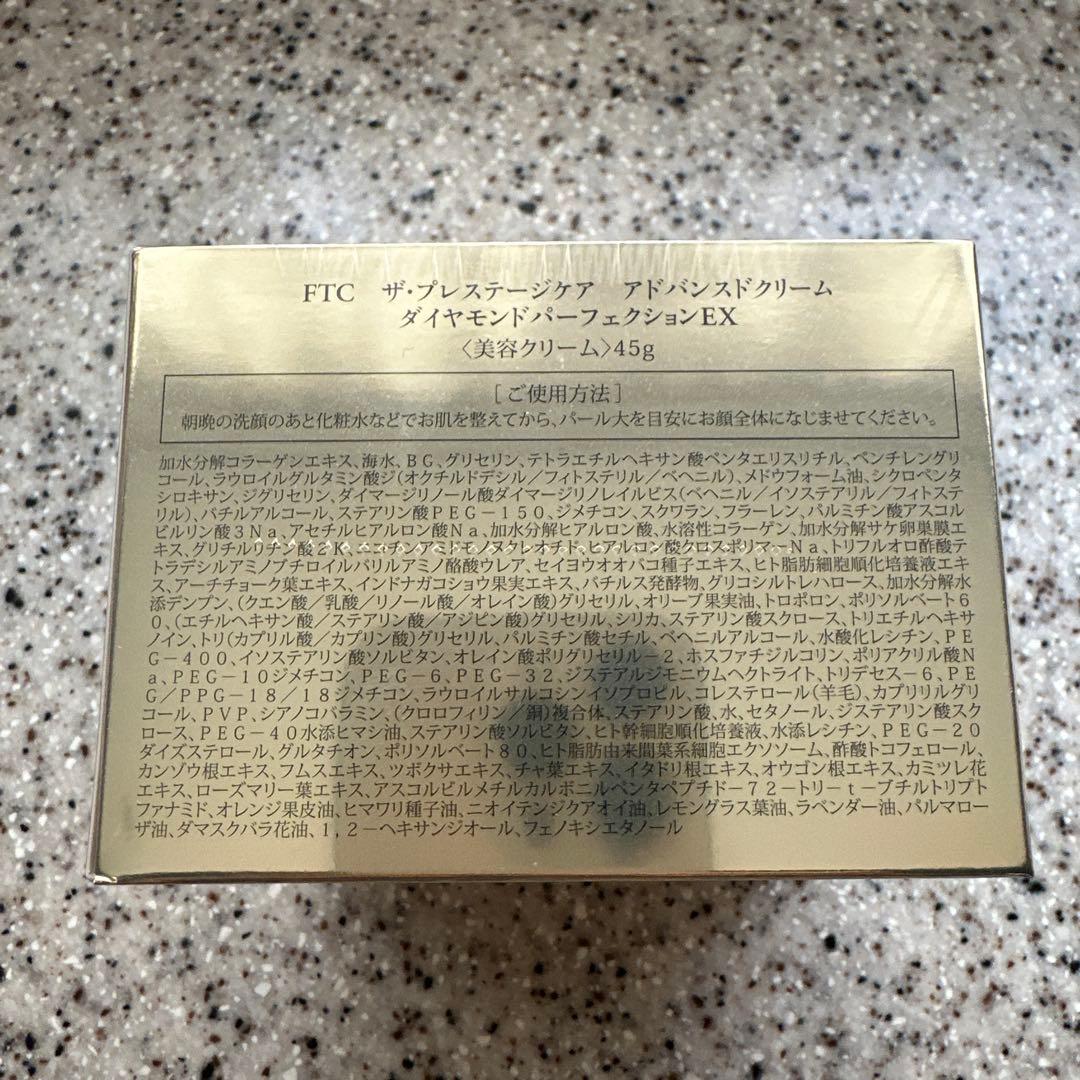 FTC ザ・プレステージケア アドバンスドクリーム
ダイヤモンドパーフェクションEX
〈美容クリーム〉45g
[ご使用方法]
朝晩の洗顔のあと化粧水などでお肌を整えてから、パール大を目安にお顔全体になじませてください。
加水分解コラーゲンエキス、海水、BG、グリセリン、テトラエチルヘキサン酸ペンタエリスリチル、ペンチレングリ
コール、ラウロイルグルタミン酸ジ(オクチルドデシル/フィトステリル/ベヘニル)、メドウフォーム油、シクロペンタ
シロキサン、ジグリセリン、ダイマージリノール酸ダイマージリノレイルビス(ベヘニル/イソステアリル/フィトステ
リル)、バチルアルコール、ステアリン酸PEG-150、ジメチコン、スクワラン、フラーレン、パルミチン酸アスコル
ビルリン酸3Na、アセチルヒアルロン酸Na、加水分解ヒアルロン酸、水溶性コラーゲン、加水分解サケ卵巣膜エ
キス、グリチルリチン酸2K、ニコチンアミドモノヌクレオチド、ヒアルロン酸クロスポリマーNa、トリフルオロ酢酸テ
トラデシルアミノブチロイルバリルアミノ酪酸ウレア、セイヨウオオバコ種子エキス、ヒト脂肪細胞順化培養液エキ
ス、アーチチョーク葉エキス、インドナガコショウ果実エキス、バチルス発酵物、グリコシルトレハロース、加水分解水
添デンプン、(クエン酸/乳酸/リノール酸/オレイン酸)グリセリル、オリーブ果実油、トロポロン、ポリソルベート6
0、(エチルヘキサン酸/ステアリン酸/アジピン酸)グリセリル、シリカ、ステアリン酸スクロース、トリエチルヘキサ
ノイン、トリ(カプリル酸/カプリン酸)グリセリル、パルミチン酸セチル、ベヘニルアルコール、水酸化レシチン、PE
G-400、イソステアリン酸ソルビタン、オレイン酸ポリグリセリル-2、ホスファチジルコリン、ポリアクリル酸N
a、PEG-10ジメチコン、PEG-6、PEG-32、ジステアルジモニウムヘクトライト、トリデセス-6、PE
G/PPG-18/18ジメチコン、ラウロイルサルコシンイソプロピル、コレステロール(羊毛)、カプリリルグリ
コール、PVP、シアノコバラミン、(クロロフィリン/銅)複合体、ステアリン酸、水、セタノール、ジステアリン酸スク
ロース、PEG-40水添ヒマシ油、ステアリン酸ソルビタン、ヒト幹細胞順化培養液、水添レシチン、PEG-20
ダイズステロール、グルタチオン、ポリソルベート80、ヒト脂肪由来間葉系細胞エクソソーム、酢酸トコフェロール、
カンゾウ根エキス、フムスエキス、ツボクサエキス、チャ葉エキス、イタドリ根エキス、オウゴン根エキス、カミツレ花
エキス、ローズマリー葉エキス、アスコルビルメチルカルボニルペンタペプチド-72-トリ-t-ブチルトリプト
ファナミド、オレンジ果皮油、ヒマワリ種子油、ニオイテンジクアオイ油、レモングラス葉油、ラベンダー油、パルマロー
ザ油、ダマスクバラ花油、1,2-ヘキサンジオール、フェノキシエタノール